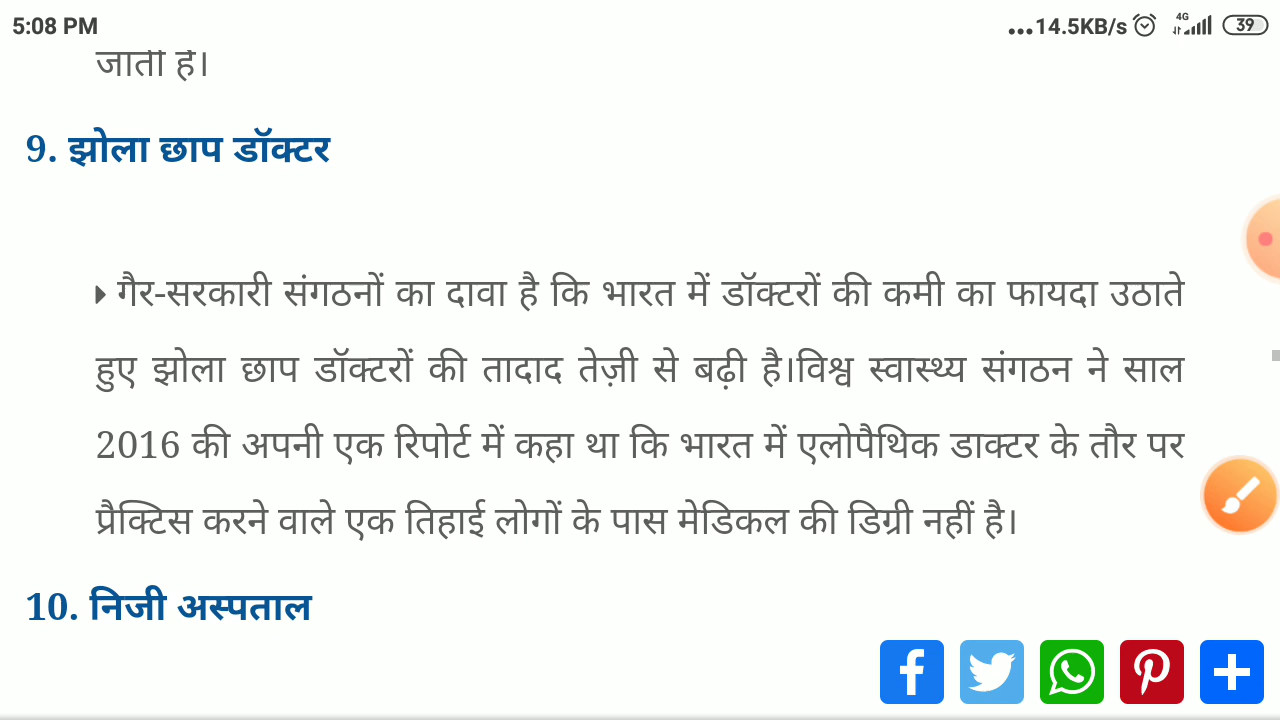 5:08 PM
...14.5KB/s 4G 39
जाती है।
9. झोला छाप डॉक्टर
गैर-सरकारी संगठनों का दावा है कि भारत में डॉक्टरों की कमी का फायदा उठाते
हुए झोला छाप डॉक्टरों की तादाद तेज़ी से बढ़ी है।विश्व स्वास्थ्य संगठन ने साल
2016 की अपनी एक रिपोर्ट में कहा था कि भारत में एलोपैथिक डाक्टर के तौर पर
प्रैक्टिस करने वाले एक तिहाई लोगों के पास मेडिकल की डिग्री नहीं है।
10. निजी अस्पताल